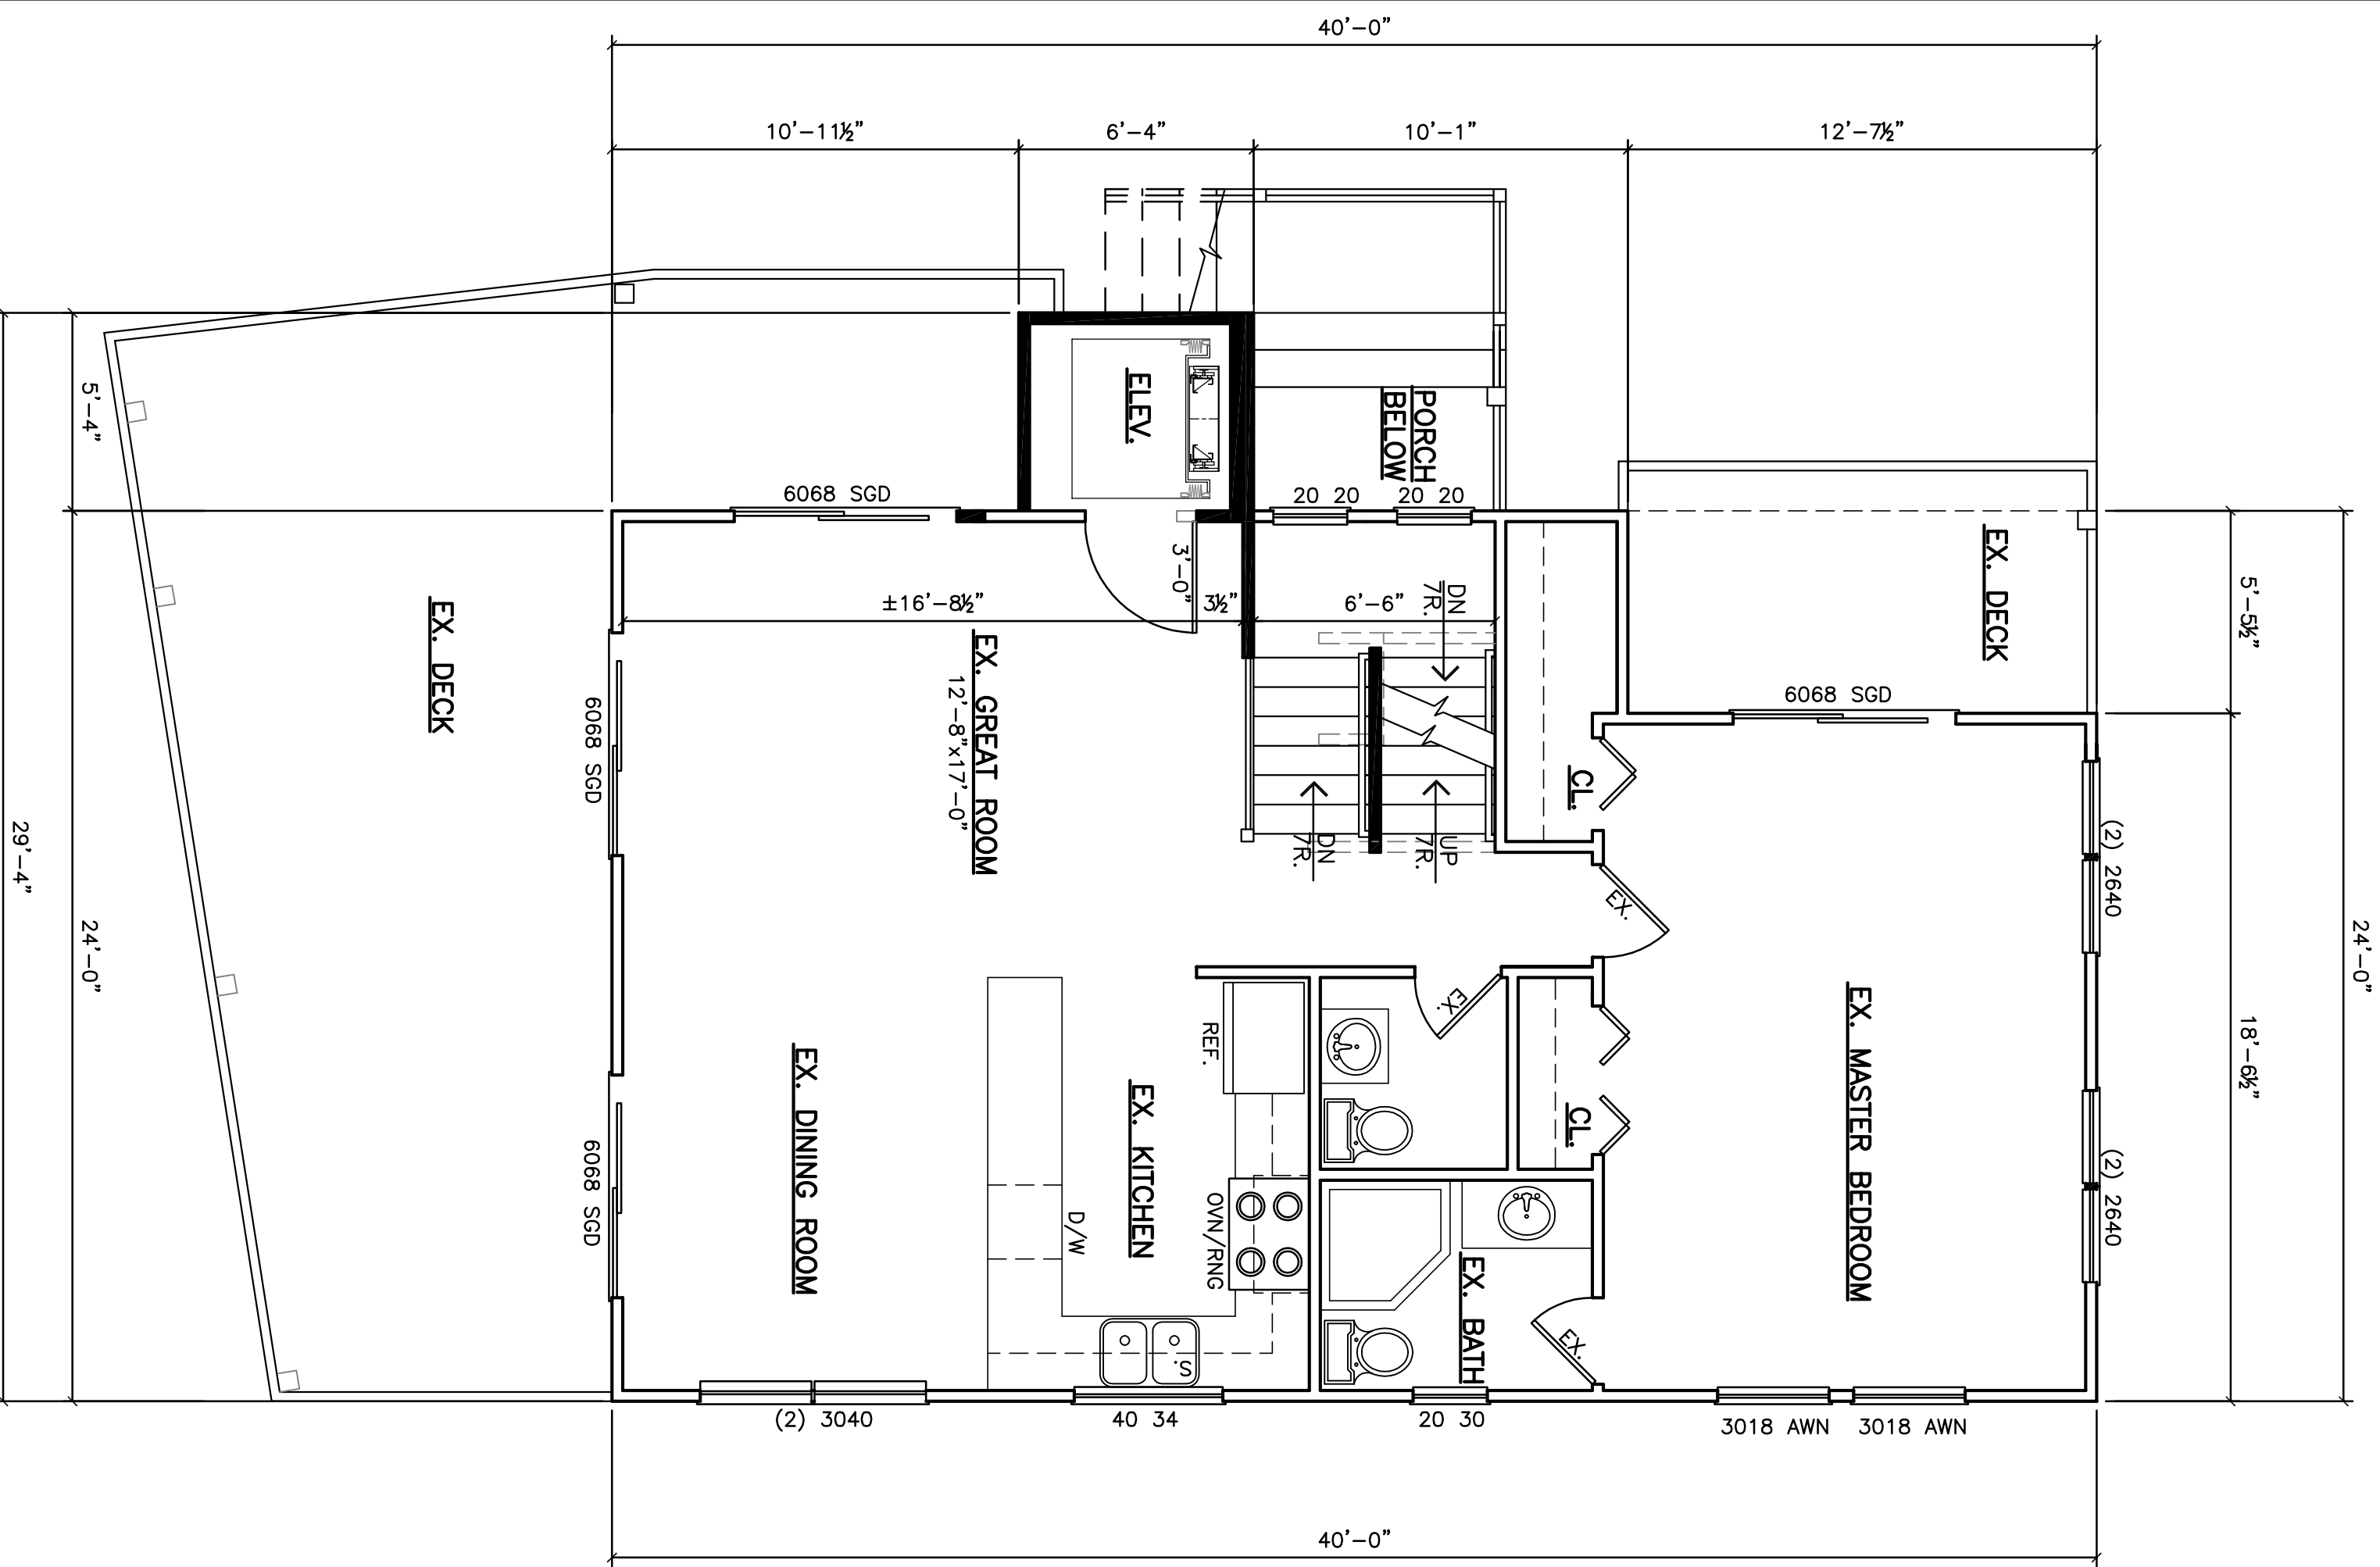 40'-0"
10'-11½"
6'-4"
10'-1"
12'-7½"
5'-4"
ELEV.
PORCH
BELOW
6068 SGD
20 20
20 20
EX. DECK
5'-5½"
3'-0"
±16'-8½"
3½"
6'-6"
DN
7R.
EX. DECK
6068 SGD
EX. GREAT ROOM
12'-8"x17'-0"
6068 SGD
CL.
29'-4"
24'-0"
DN
7R.
UP
7R.
EX.
(2) 2640
24'-0"
18'-6½"
REF.
EX.
EX. DINING ROOM
EX. KITCHEN
CL.
EX. MASTER BEDROOM
(2) 2640
6068 SGD
D/W
OVN/RNG
EX. BATH
EX.
S.
(2) 3040
40 34
20 30
3018 AWN
3018 AWN
40'-0"